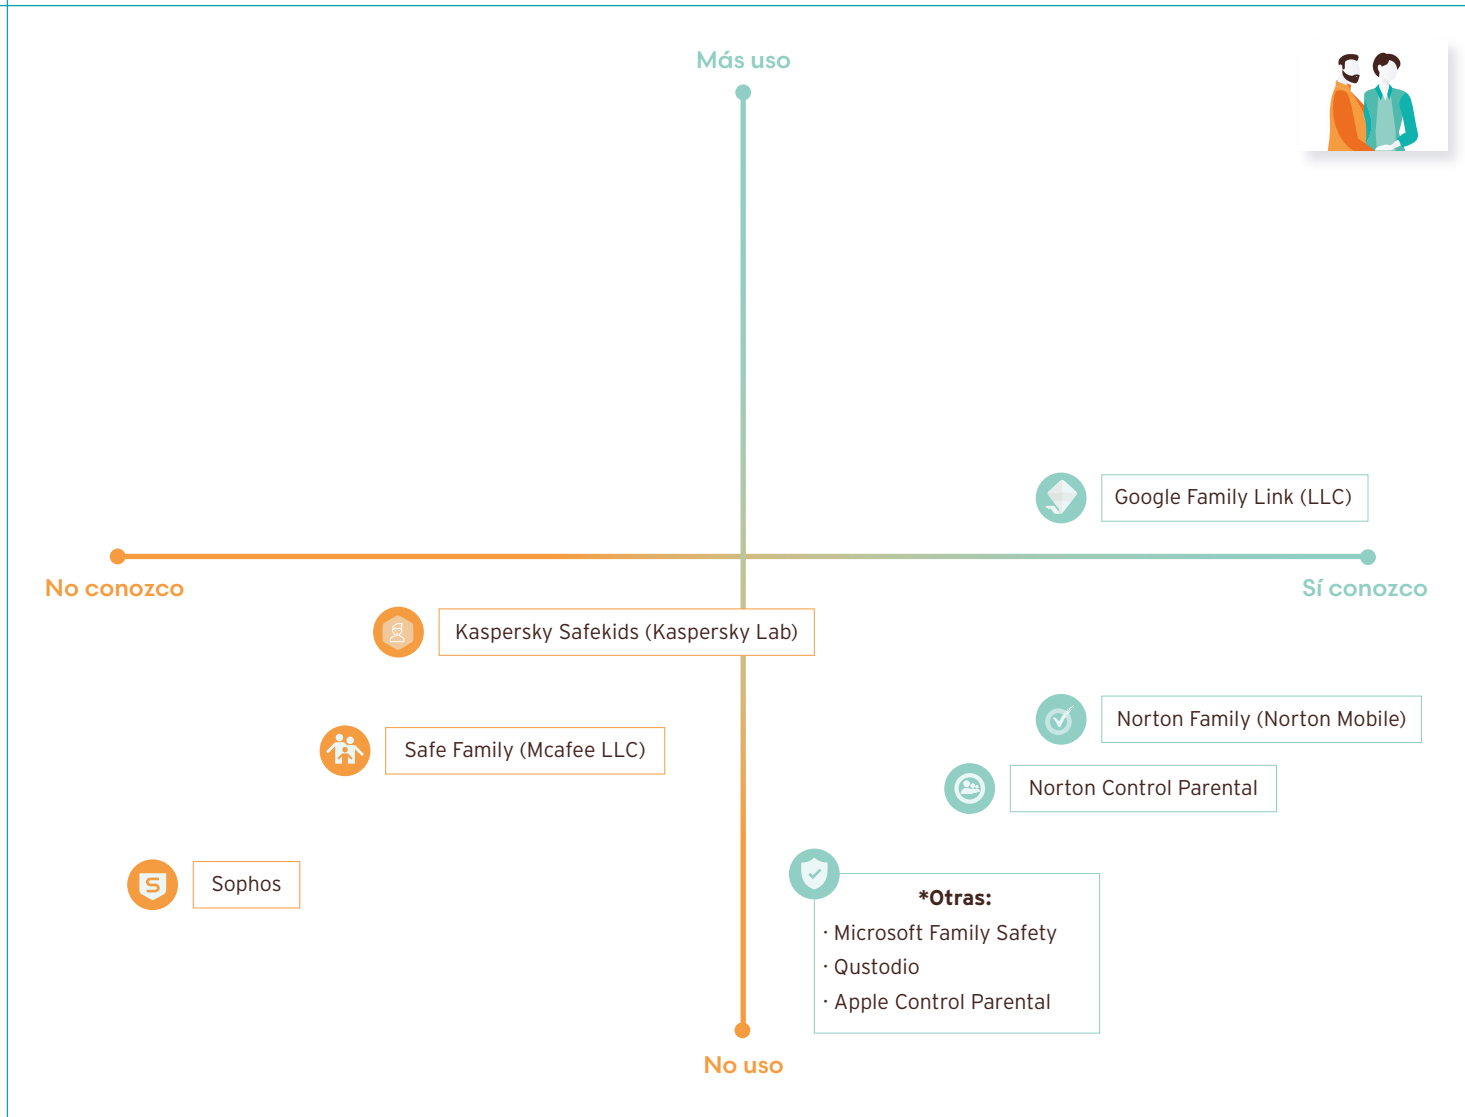 Más uso
Google Family Link (LLC)
No conozco
Sí conozco
Kaspersky Safekids (Kaspersky Lab)
Norton Family (Norton Mobile)
Safe Family (Mcafee LLC)
Norton Control Parental
S
Sophos
*Otras:
· Microsoft Family Safety
· Qustodio
· Apple Control Parental
No uso